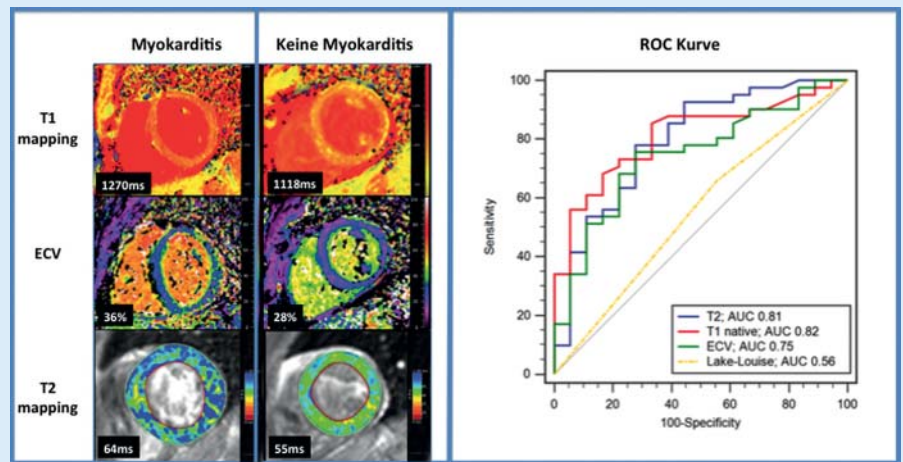 Myokarditis
Keine Myokarditis
ROC Kurve
T1
mapping
1270ms
1118ms
ECV
36%
28%
T2
mapping
64ms
55ms
100
80
60
40
20
0
Sensitivity
0
20
40
60
80
100
100-Specificity
T2; AUC 0.81
T1 native; AUC 0.82
ECV; AUC 0.75
Lake-Louise; AUC 0.56